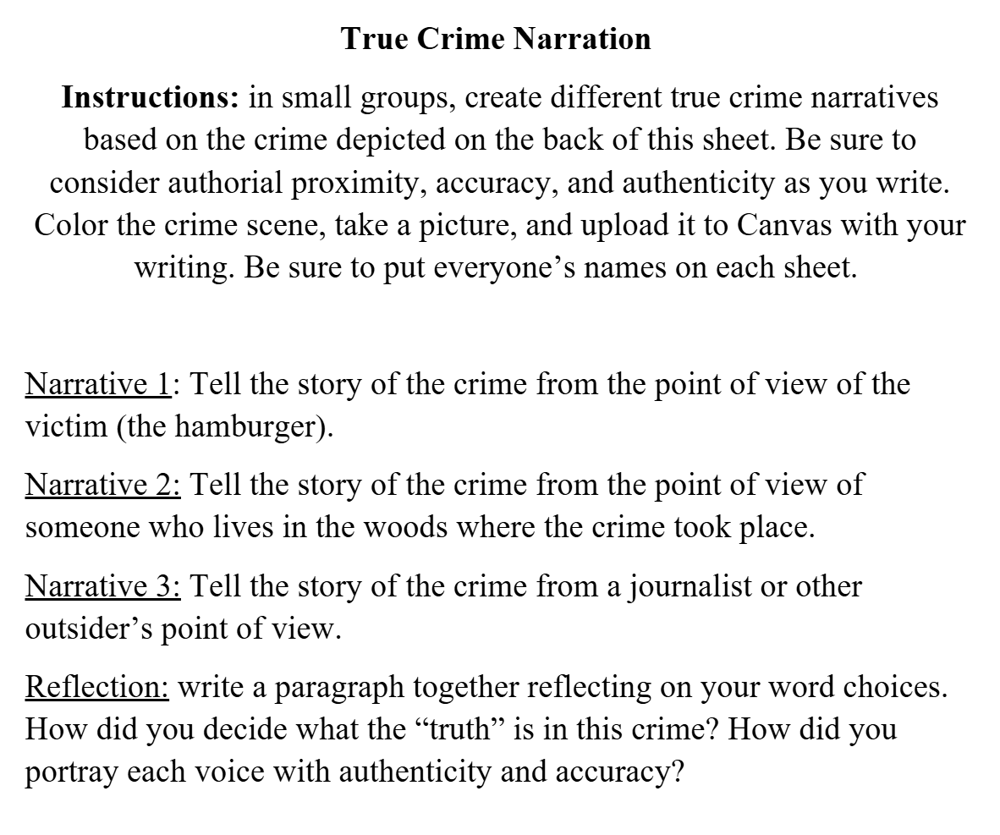 True Crime Narration
Instructions: in small groups, create different true crime narratives
based on the crime depicted on the back of this sheet. Be sure to
consider authorial proximity, accuracy, and authenticity as you write.
Color the crime scene, take a picture, and upload it to Canvas with your
writing. Be sure to put everyone’s names on each sheet.
Narrative 1: Tell the story of the crime from the point of view of the
victim (the hamburger).
Narrative 2: Tell the story of the crime from the point of view of
someone who lives in the woods where the crime took place.
Narrative 3: Tell the story of the crime from a journalist or other
outsider’s point of view.
Reflection: write a paragraph together reflecting on your word choices.
How did you decide what the “truth” is in this crime? How did you
portray each voice with authenticity and accuracy?